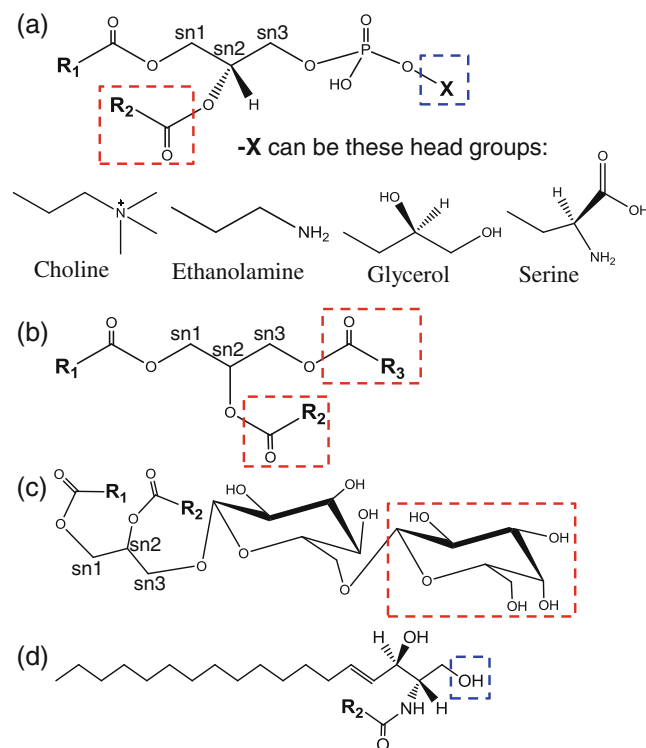 (a)
O
sn1
sn3
O
sn2
R₁
O
O
P
O
HO
X
R₂
O
H
O
-X can be these head groups:
+
N
NH₂
HO
H
OH
H
O
OH
NH₂
Choline
Ethanolamine
Glycerol
Serine
(b)
O
sn1
sn3
O
sn2
R₁
O
O
R₃
O
R₂
O
(c)
O
R₁
O
R₂
HO
OH
OH
O
O
OH
HO
OH
sn2
O
O
OH
sn1
sn3
O
O
O
OH
OH
(d)
H
OH
OH
R₂
HN
H
O